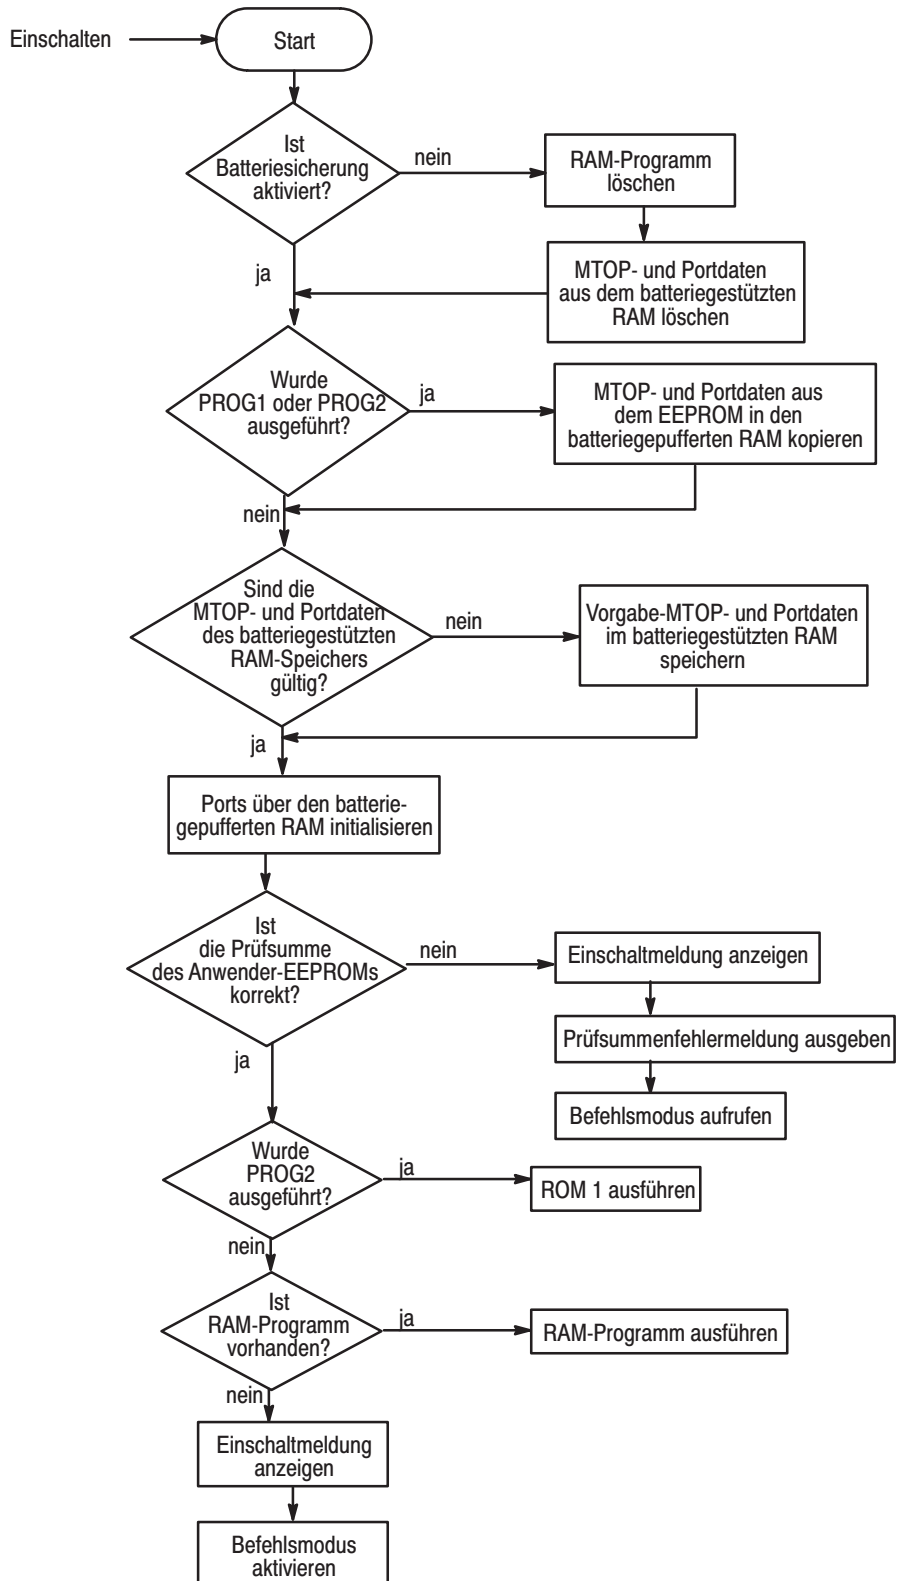 Einschalten
Start
Ist
Batteriesicherung
aktiviert?
nein
RAM-Programm
löschen
ja
MTOP- und Portdaten
aus dem batteriegestützten
RAM löschen
Wurde
PROG1 oder PROG2
ausgeführt?
ja
MTOP- und Portdaten aus
dem EEPROM in den
batteriegepufferten RAM kopieren
nein
Sind die
MTOP- und Portdaten
des batteriegestützten
RAM-Speichers
gültig?
nein
Vorgabe-MTOP- und Portdaten
im batteriegestützten RAM
speichern
ja
Ports über den batterie-
gepufferten RAM initialisieren
Ist
die Prüfsumme
des Anwender-EEPROMs
korrekt?
nein
Einschaltmeldung anzeigen
Prüfsummenfehlermeldung ausgeben
Befehlsmodus aufrufen
ja
Wurde
PROG2
ausgeführt?
ja
ROM 1 ausführen
nein
Ist
RAM-Programm
vorhanden?
ja
RAM-Programm ausführen
nein
Einschaltmeldung
anzeigen
Befehlsmodus
aktivieren